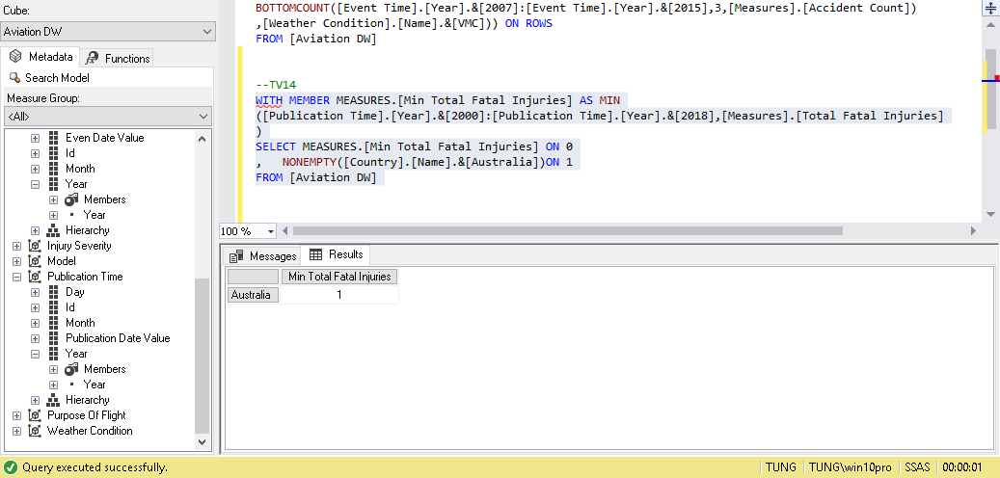 Cube:
Aviation DW
Metadata
Functions
Search Model
Measure Group:
<All>
Even Date Value
Id
Month
Year
Members
Year
Hierarchy
Injury Severity
Model
Publication Time
Day
Id
Month
Publication Date Value
Year
Members
Year
Hierarchy
Purpose Of Flight
Weather Condition
BOTTOMCOUNT([Event Time].[Year].&[2007]:[Event Time].[Year].&[2015],3,[Measures].[Accident Count])
,[Weather Condition].[Name].&[VMC])) ON ROWS
FROM [Aviation DW]
--TV14
WITH MEMBER MEASURES.[Min Total Fatal Injuries] AS MIN
([Publication Time].[Year].&[2000]:[Publication Time].[Year].&[2018],[Measures].[Total Fatal Injuries]
)
SELECT MEASURES.[Min Total Fatal Injuries] ON 0
,   NONEMPTY([Country].[Name].&[Australia])ON 1
FROM [Aviation DW]
100 %
Messages
Results
Min Total Fatal Injuries
Australia 1
Query executed successfully.
TUNG
TUNG\win10pro
SSAS
00:00:01